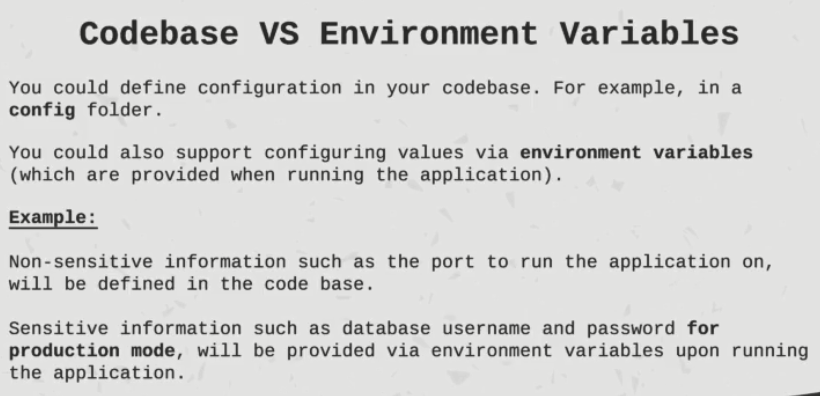 Codebase VS Environment Variables
You could define configuration in your codebase. For example, in a
config folder.
You could also support configuring values via environment variables
(which are provided when running the application).
Example:
Non-sensitive information such as the port to run the application on,
will be defined in the code base.
Sensitive information such as database username and password for
production mode, will be provided via environment variables upon running
the application.